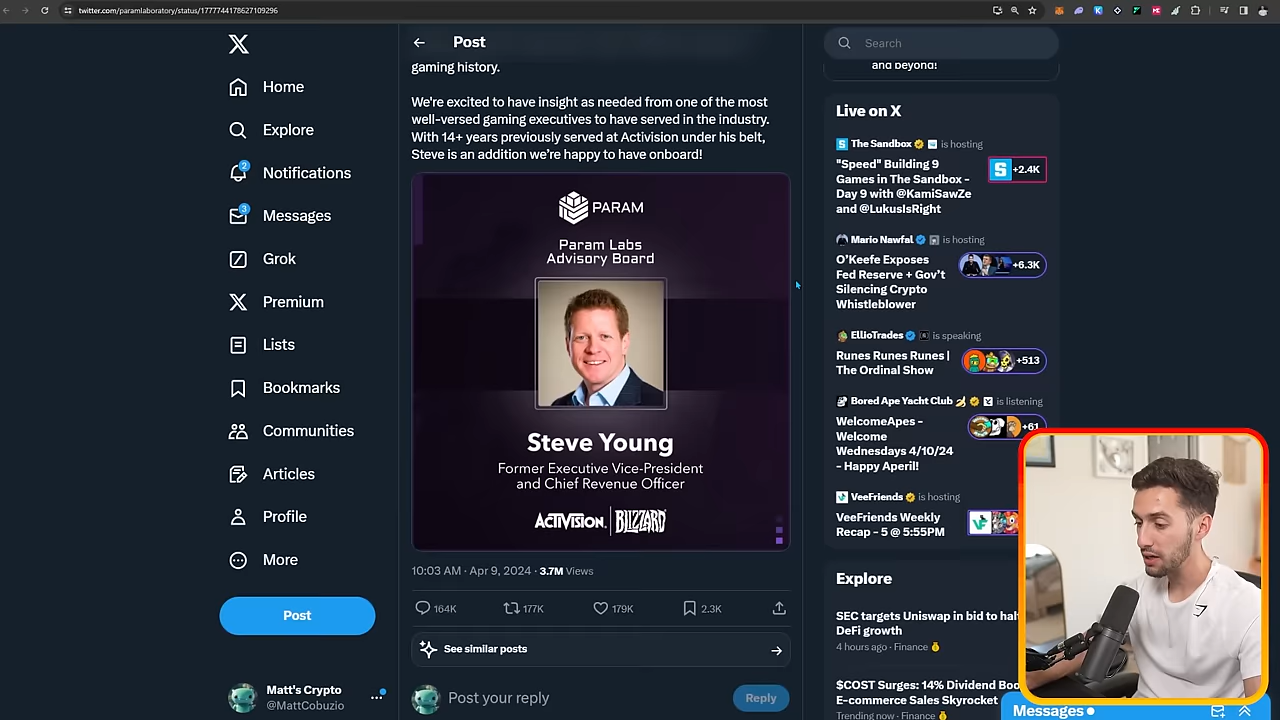 twitter.com/paramlaboratory/status/1777744178627109296
Home
Explore
2
Notifications
3
Messages
Grok
Premium
Lists
Bookmarks
Communities
Articles
Profile
More
Post
Matt's Crypto
@MattCobuzio
Post
gaming history.
We're excited to have insight as needed from one of the most
well-versed gaming executives to have served in the industry.
With 14+ years previously served at Activision under his belt,
Steve is an addition we're happy to have onboard!
PARAM
Param Labs
Advisory Board
Steve Young
Former Executive Vice-President
and Chief Revenue Officer
ACTIVISION. BLIZZARD
10:03 AM · Apr 9, 2024 · 3.7M Views
164K 177K 179K 2.3K
See similar posts
Post your reply
Reply
Search
and beyond!
Live on X
The Sandbox is hosting
"Speed" Building 9
Games in The Sandbox -
Day 9 with @KamiSawZe
and @LukusIsRight
+2.4K
Mario Nawfal is hosting
O'Keefe Exposes
Fed Reserve + Gov't
Silencing Crypto
Whistleblower
+6.3K
EllioTrades is speaking
Runes Runes Runes |
The Ordinal Show
+513
Bored Ape Yacht Club is listening
WelcomeApes -
Welcome
Wednesdays 4/10/24
- Happy Aperil!
+61
VeeFriends is hosting
VeeFriends Weekly
Recap - 5 @ 5:55PM
Explore
SEC targets Uniswap in bid to
DeFi growth
4 hours ago · Finance
$COST Surges: 14% Dividend
E-commerce Sales Skyrocket
Trending now · Finance
Messages